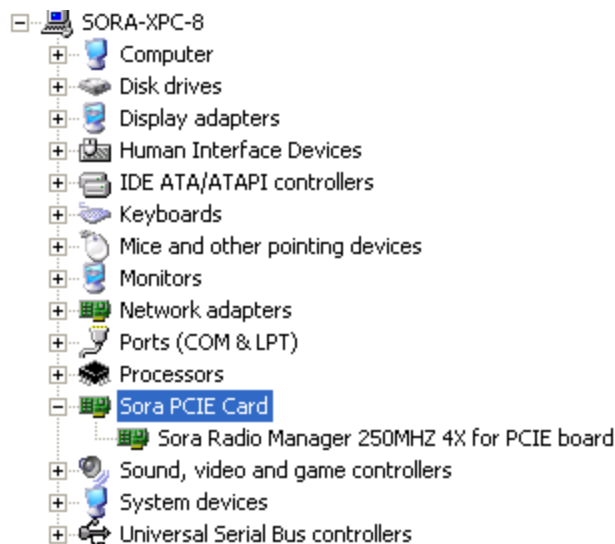 SORA-XPC-8
Computer
Disk drives
Display adapters
Human Interface Devices
IDE ATA/ATAPI controllers
Keyboards
Mice and other pointing devices
Monitors
Network adapters
Ports (COM & LPT)
Processors
Sora PCIE Card
Sora Radio Manager 250MHZ 4X for PCIE board
Sound, video and game controllers
System devices
Universal Serial Bus controllers